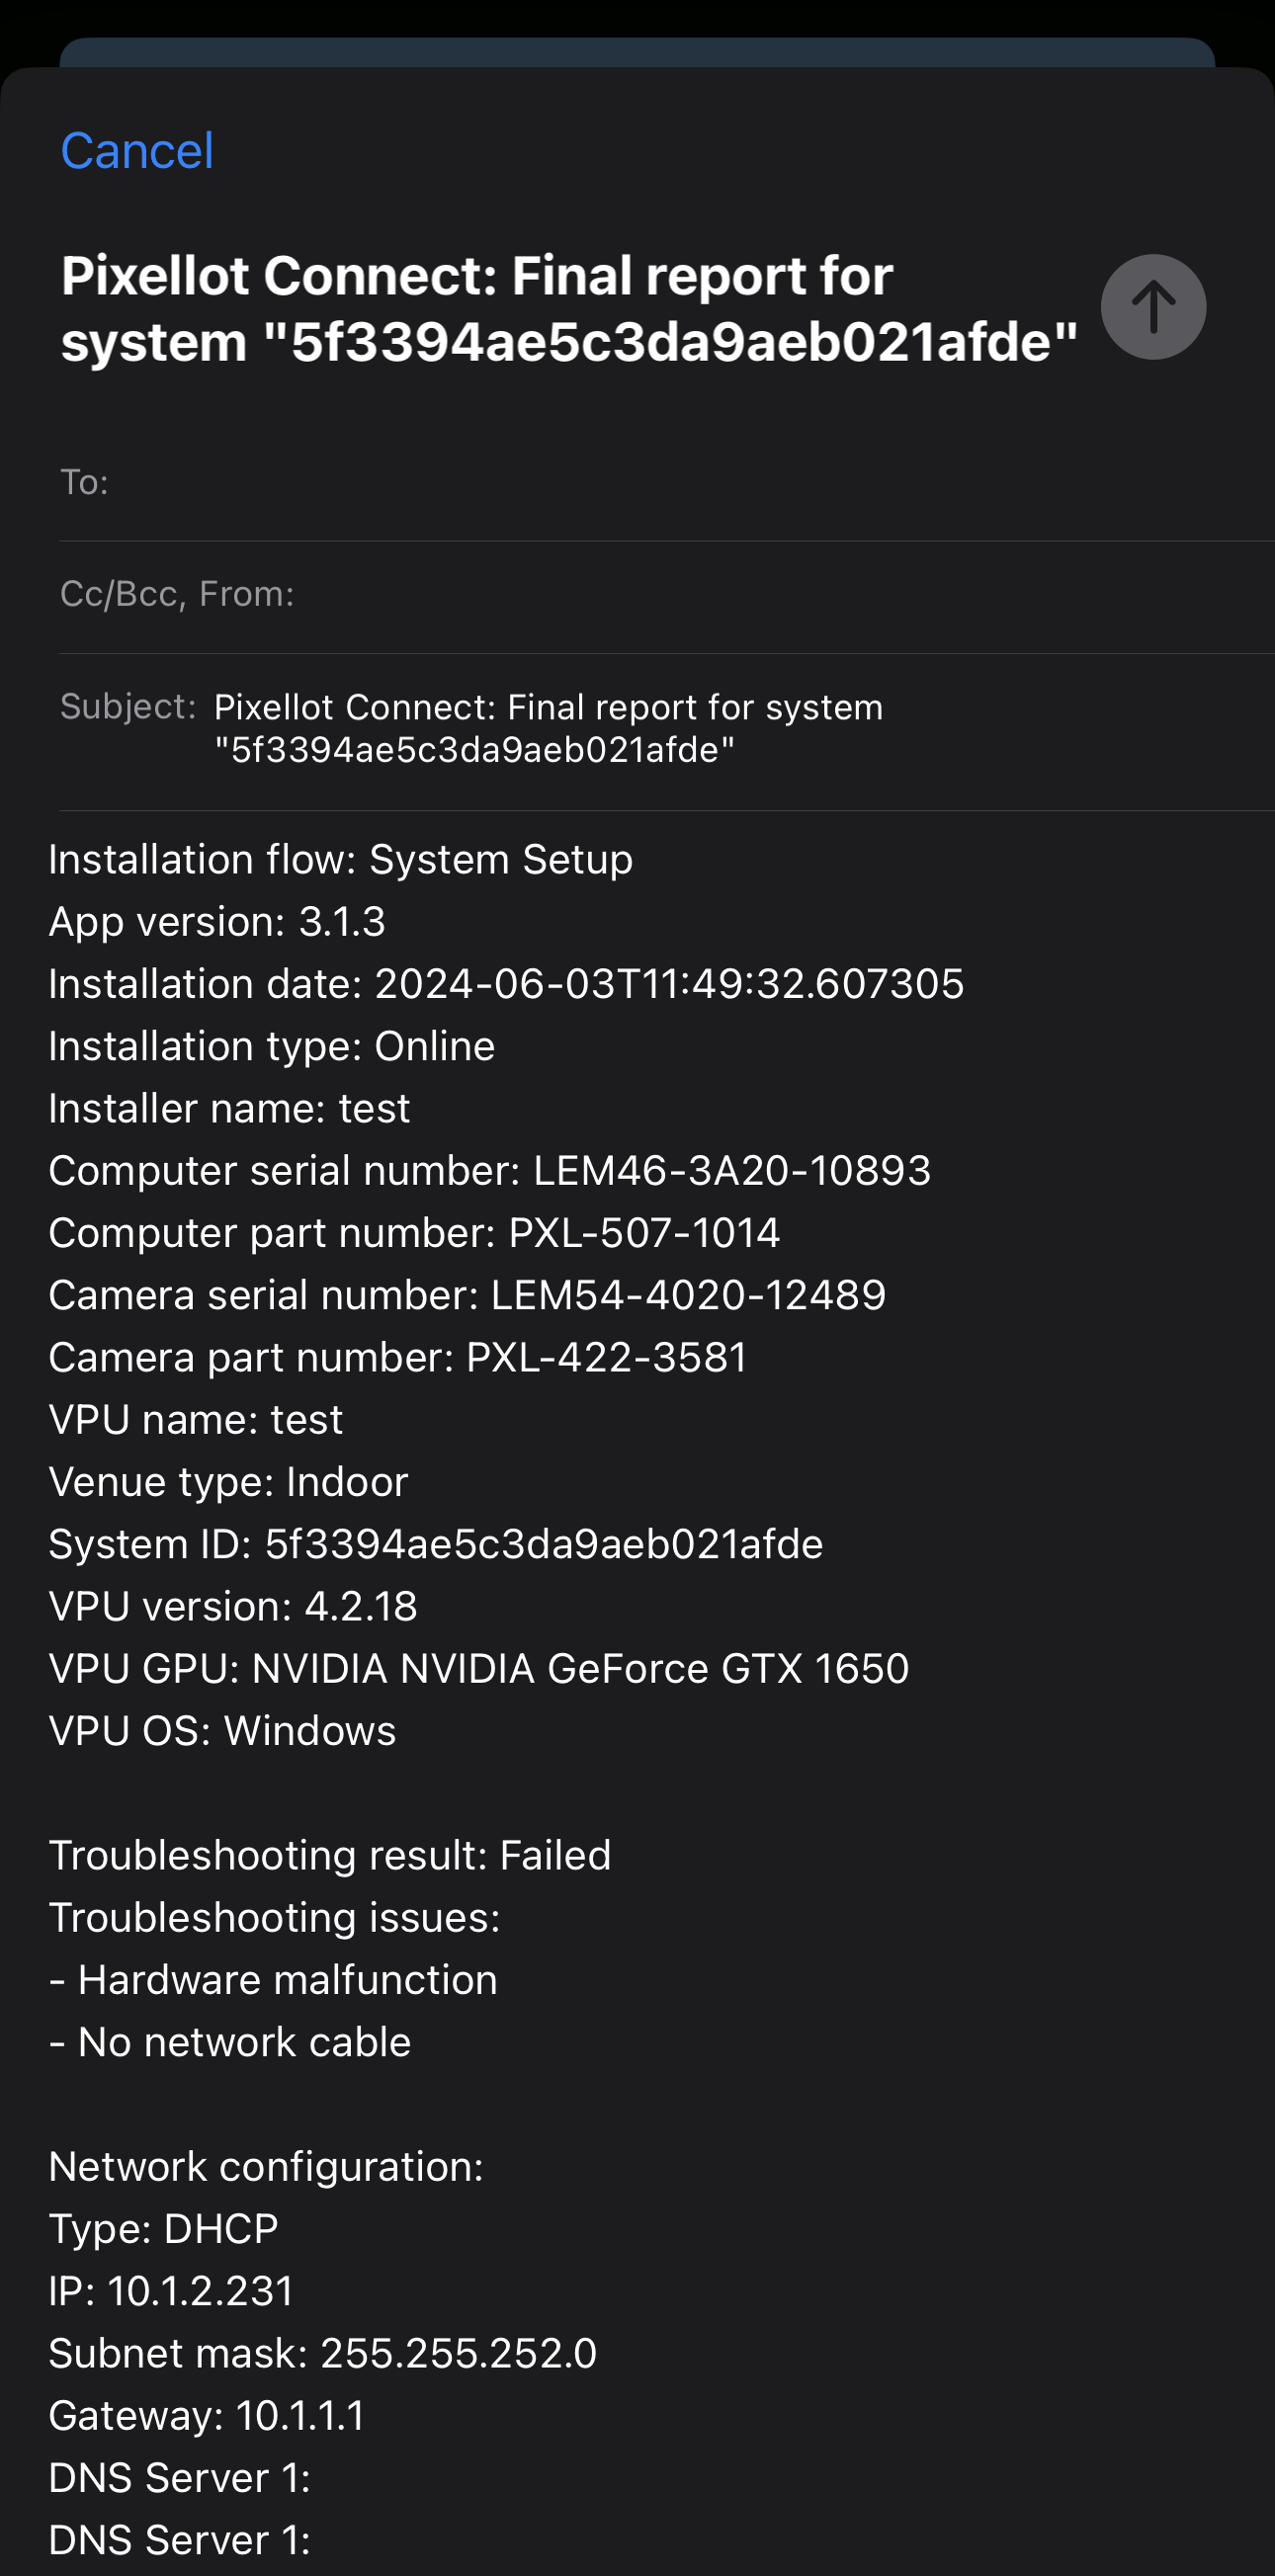 Cancel
Pixellot Connect: Final report for
system "5f3394ae5c3da9aeb021afde"
To:
Cc/Bcc, From:
Subject: Pixellot Connect: Final report for system
"5f3394ae5c3da9aeb021afde"
Installation flow: System Setup
App version: 3.1.3
Installation date: 2024-06-03T11:49:32.607305
Installation type: Online
Installer name: test
Computer serial number: LEM46-3A20-10893
Computer part number: PXL-507-1014
Camera serial number: LEM54-4020-12489
Camera part number: PXL-422-3581
VPU name: test
Venue type: Indoor
System ID: 5f3394ae5c3da9aeb021afde
VPU version: 4.2.18
VPU GPU: NVIDIA NVIDIA GeForce GTX 1650
VPU OS: Windows
Troubleshooting result: Failed
Troubleshooting issues:
- Hardware malfunction
- No network cable
Network configuration:
Type: DHCP
IP: 10.1.2.231
Subnet mask: 255.255.252.0
Gateway: 10.1.1.1
DNS Server 1:
DNS Server 1: